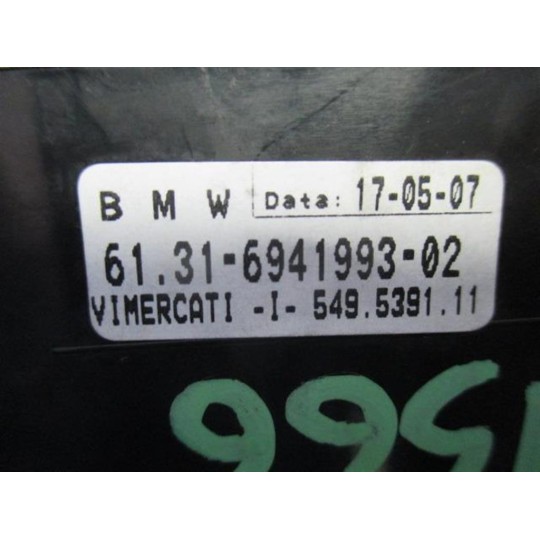 B M W Data: 17-05-07
61.31-6941993-02
VIMERCATI -I- 549.5391.11